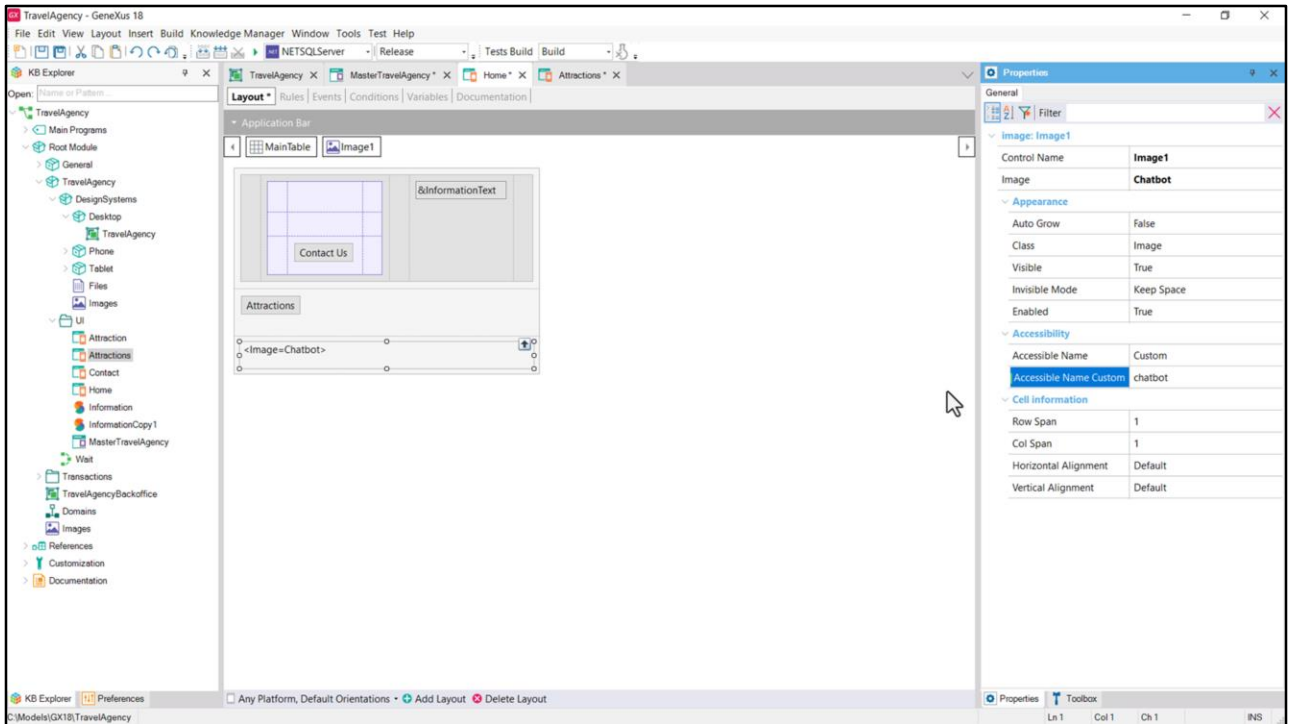 TravelAgency - GeneXus 18
File Edit View Layout Insert Build Knowledge Manager Window Tools Test Help
NETSQLServer Release Tests Build Build
KB Explorer
Open: Name or Pattern...
TravelAgency
Main Programs
Root Module
General
TravelAgency
DesignSystems
Desktop
TravelAgency
Phone
Tablet
Files
Images
UI
Attraction
Attractions
Contact
Home
Information
InformationCopy1
MasterTravelAgency
Wait
Transactions
TravelAgencyBackoffice
Domains
Images
References
Customization
Documentation
KB Explorer Preferences
C:\Models\GX18\TravelAgency
TravelAgency X MasterTravelAgency * X Home * X Attractions * X
Layout * Rules Events Conditions Variables Documentation
Application Bar
MainTable Image1
&InformationText
Contact Us
Attractions
<Image=Chatbot>
Any Platform, Default Orientations Add Layout Delete Layout
Properties
General
Filter
image: Image1
Control Name Image1
Image Chatbot
Appearance
Auto Grow False
Class Image
Visible True
Invisible Mode Keep Space
Enabled True
Accessibility
Accessible Name Custom
Accessible Name Custom chatbot
Cell information
Row Span 1
Col Span 1
Horizontal Alignment Default
Vertical Alignment Default
Properties Toolbox
Ln 1 Col 1 Ch 1 INS